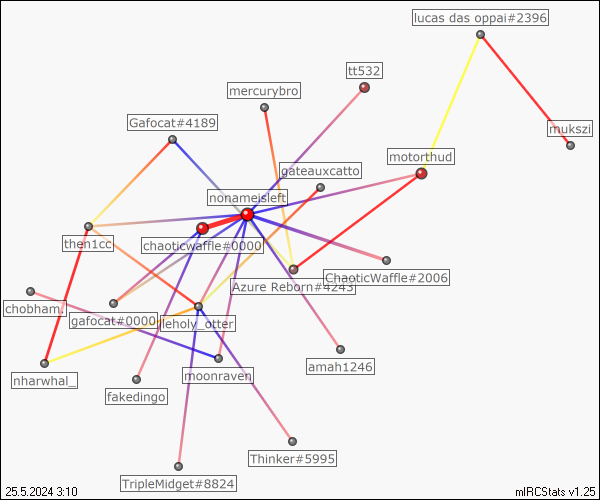 lucas das oppai#2396
tt532
mercurybro
Gafocat#4189
mukszi
motorthud
gateauxcatto
nonameisleft
then1cc
chaoticwaffle#0000
ChaoticWaffle#2006
Azure Reborn#4243
chobham.
gafocat#0000
leholy_otter
amah1246
moonraven
nharwhal_
fakedingo
Thinker#5995
TripleMidget#8824
25.5.2024 3:10
mIRCStats v1.25